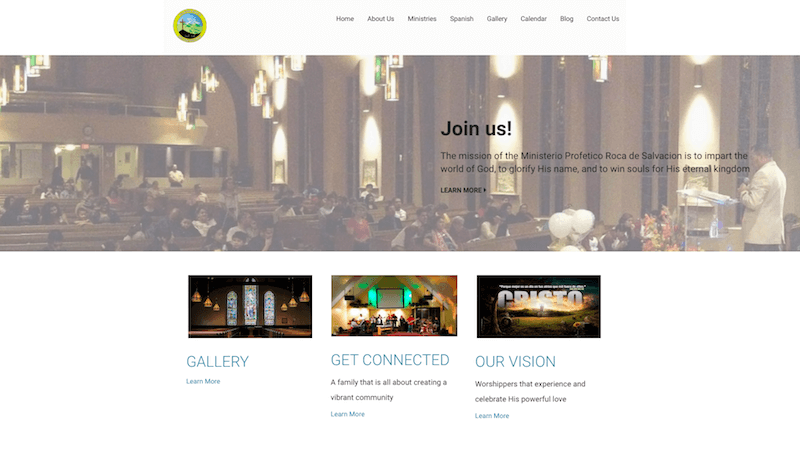 Home About Us Ministries Spanish Gallery Calendar Blog Contact Us
Join us!
The mission of the Ministerio Profetico Roca de Salvacion is to impart the
world of God, to glorify His name, and to win souls for His eternal kingdom
LEARN MORE
CRISTO
GALLERY
Learn More
GET CONNECTED
A family that is all about creating a
vibrant community
Learn More
OUR VISION
Worshippers that experience and
celebrate His powerful love
Learn More